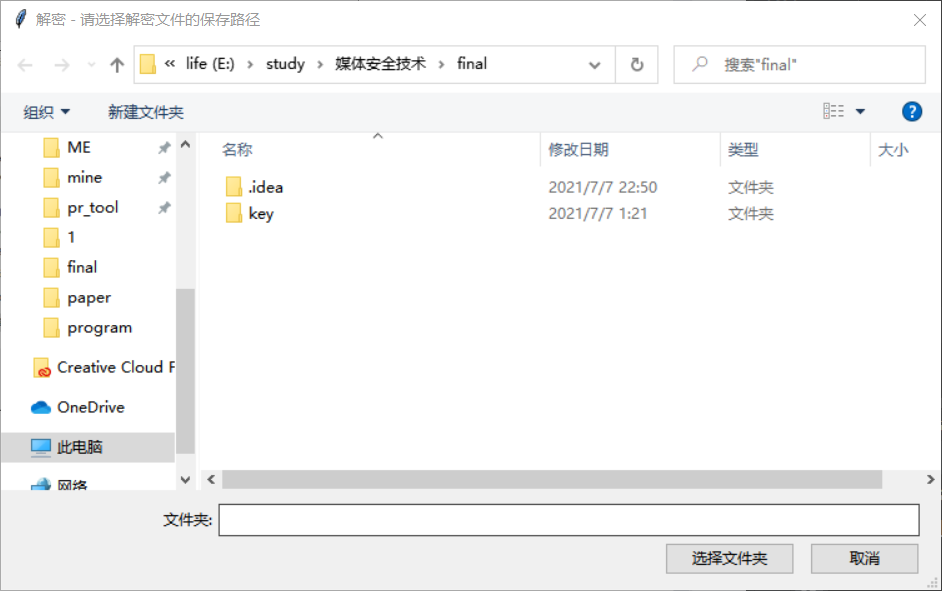 解密 - 请选择解密文件的保存路径
« life (E:) › study › 媒体安全技术 › final
搜索"final"
组织 新建文件夹
ME
mine
pr_tool
1
final
paper
program
Creative Cloud F
OneDrive
此电脑
网络
名称 修改日期 类型 大小
.idea 2021/7/7 22:50 文件夹
key 2021/7/7 1:21 文件夹
文件夹:
选择文件夹 取消